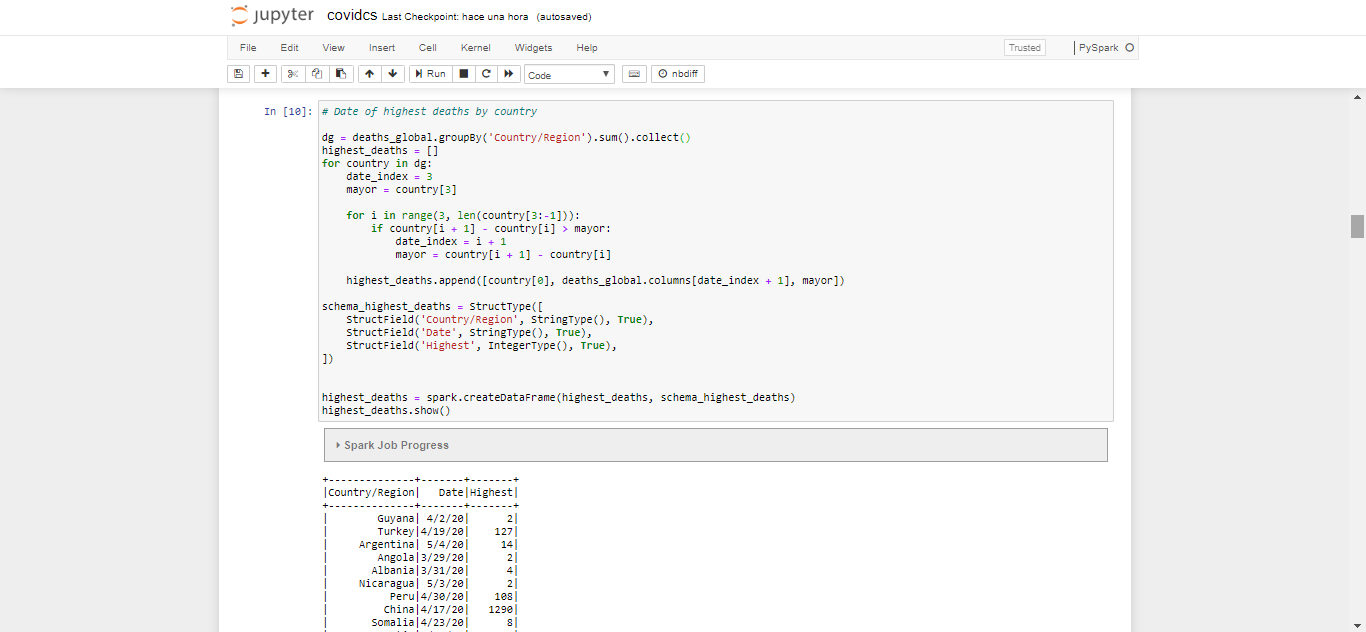 jupyter covidcs Last Checkpoint: hace una hora (autosaved)
File Edit View Insert Cell Kernel Widgets Help Trusted PySpark
Run Code nbdiff
In [10]: # Date of highest deaths by country
dg = deaths_global.groupBy('Country/Region').sum().collect()
highest_deaths = []
for country in dg:
    date_index = 3
    mayor = country[3]
    for i in range(3, len(country[3:-1])):
        if country[i + 1] - country[i] > mayor:
            date_index = i + 1
            mayor = country[i + 1] - country[i]
    highest_deaths.append([country[0], deaths_global.columns[date_index + 1], mayor])
schema_highest_deaths = StructType([
    StructField('Country/Region', StringType(), True),
    StructField('Date', StringType(), True),
    StructField('Highest', IntegerType(), True),
])
highest_deaths = spark.createDataFrame(highest_deaths, schema_highest_deaths)
highest_deaths.show()
Spark Job Progress
+--------------+-------+-------+
|Country/Region|   Date|Highest|
+--------------+-------+-------+
|        Guyana| 4/2/20|      2|
|        Turkey|4/19/20|    127|
|     Argentina| 5/4/20|     14|
|        Angola|3/29/20|      2|
|       Albania|3/31/20|      4|
|     Nicaragua| 5/3/20|      2|
|          Peru|4/30/20|    108|
|         China|4/17/20|   1290|
|       Somalia|4/23/20|      8|